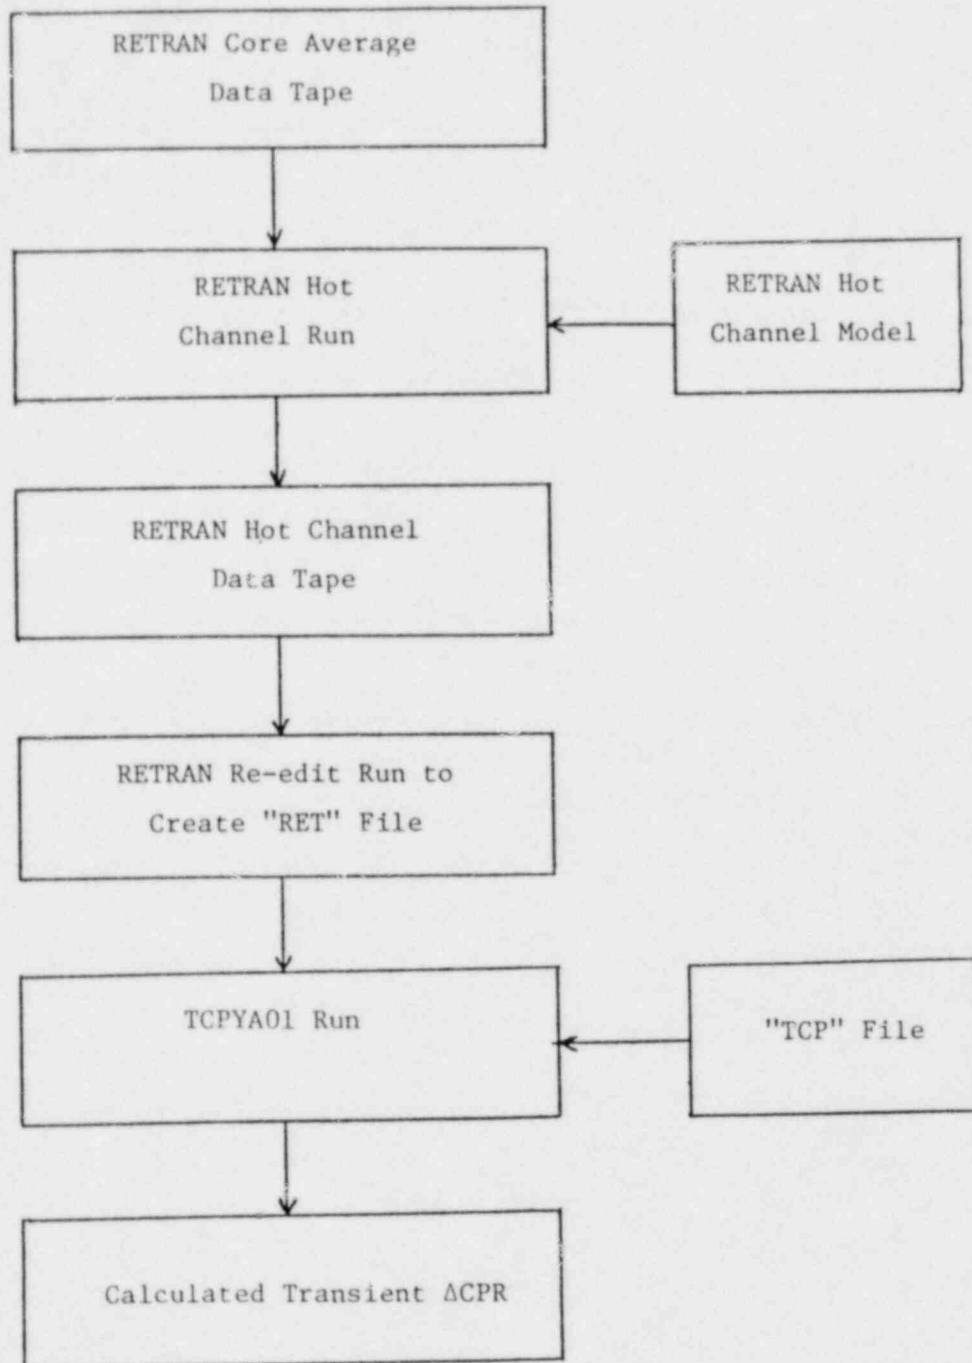 RETRAN Core Average
Data Tape
RETRAN Hot
Channel Run
RETRAN Hot
Channel Model
RETRAN Hot Channel
Data Tape
RETRAN Re-edit Run to
Create "RET" File
TCPYA01 Run
"TCP" File
Calculated Transient ΔCPR